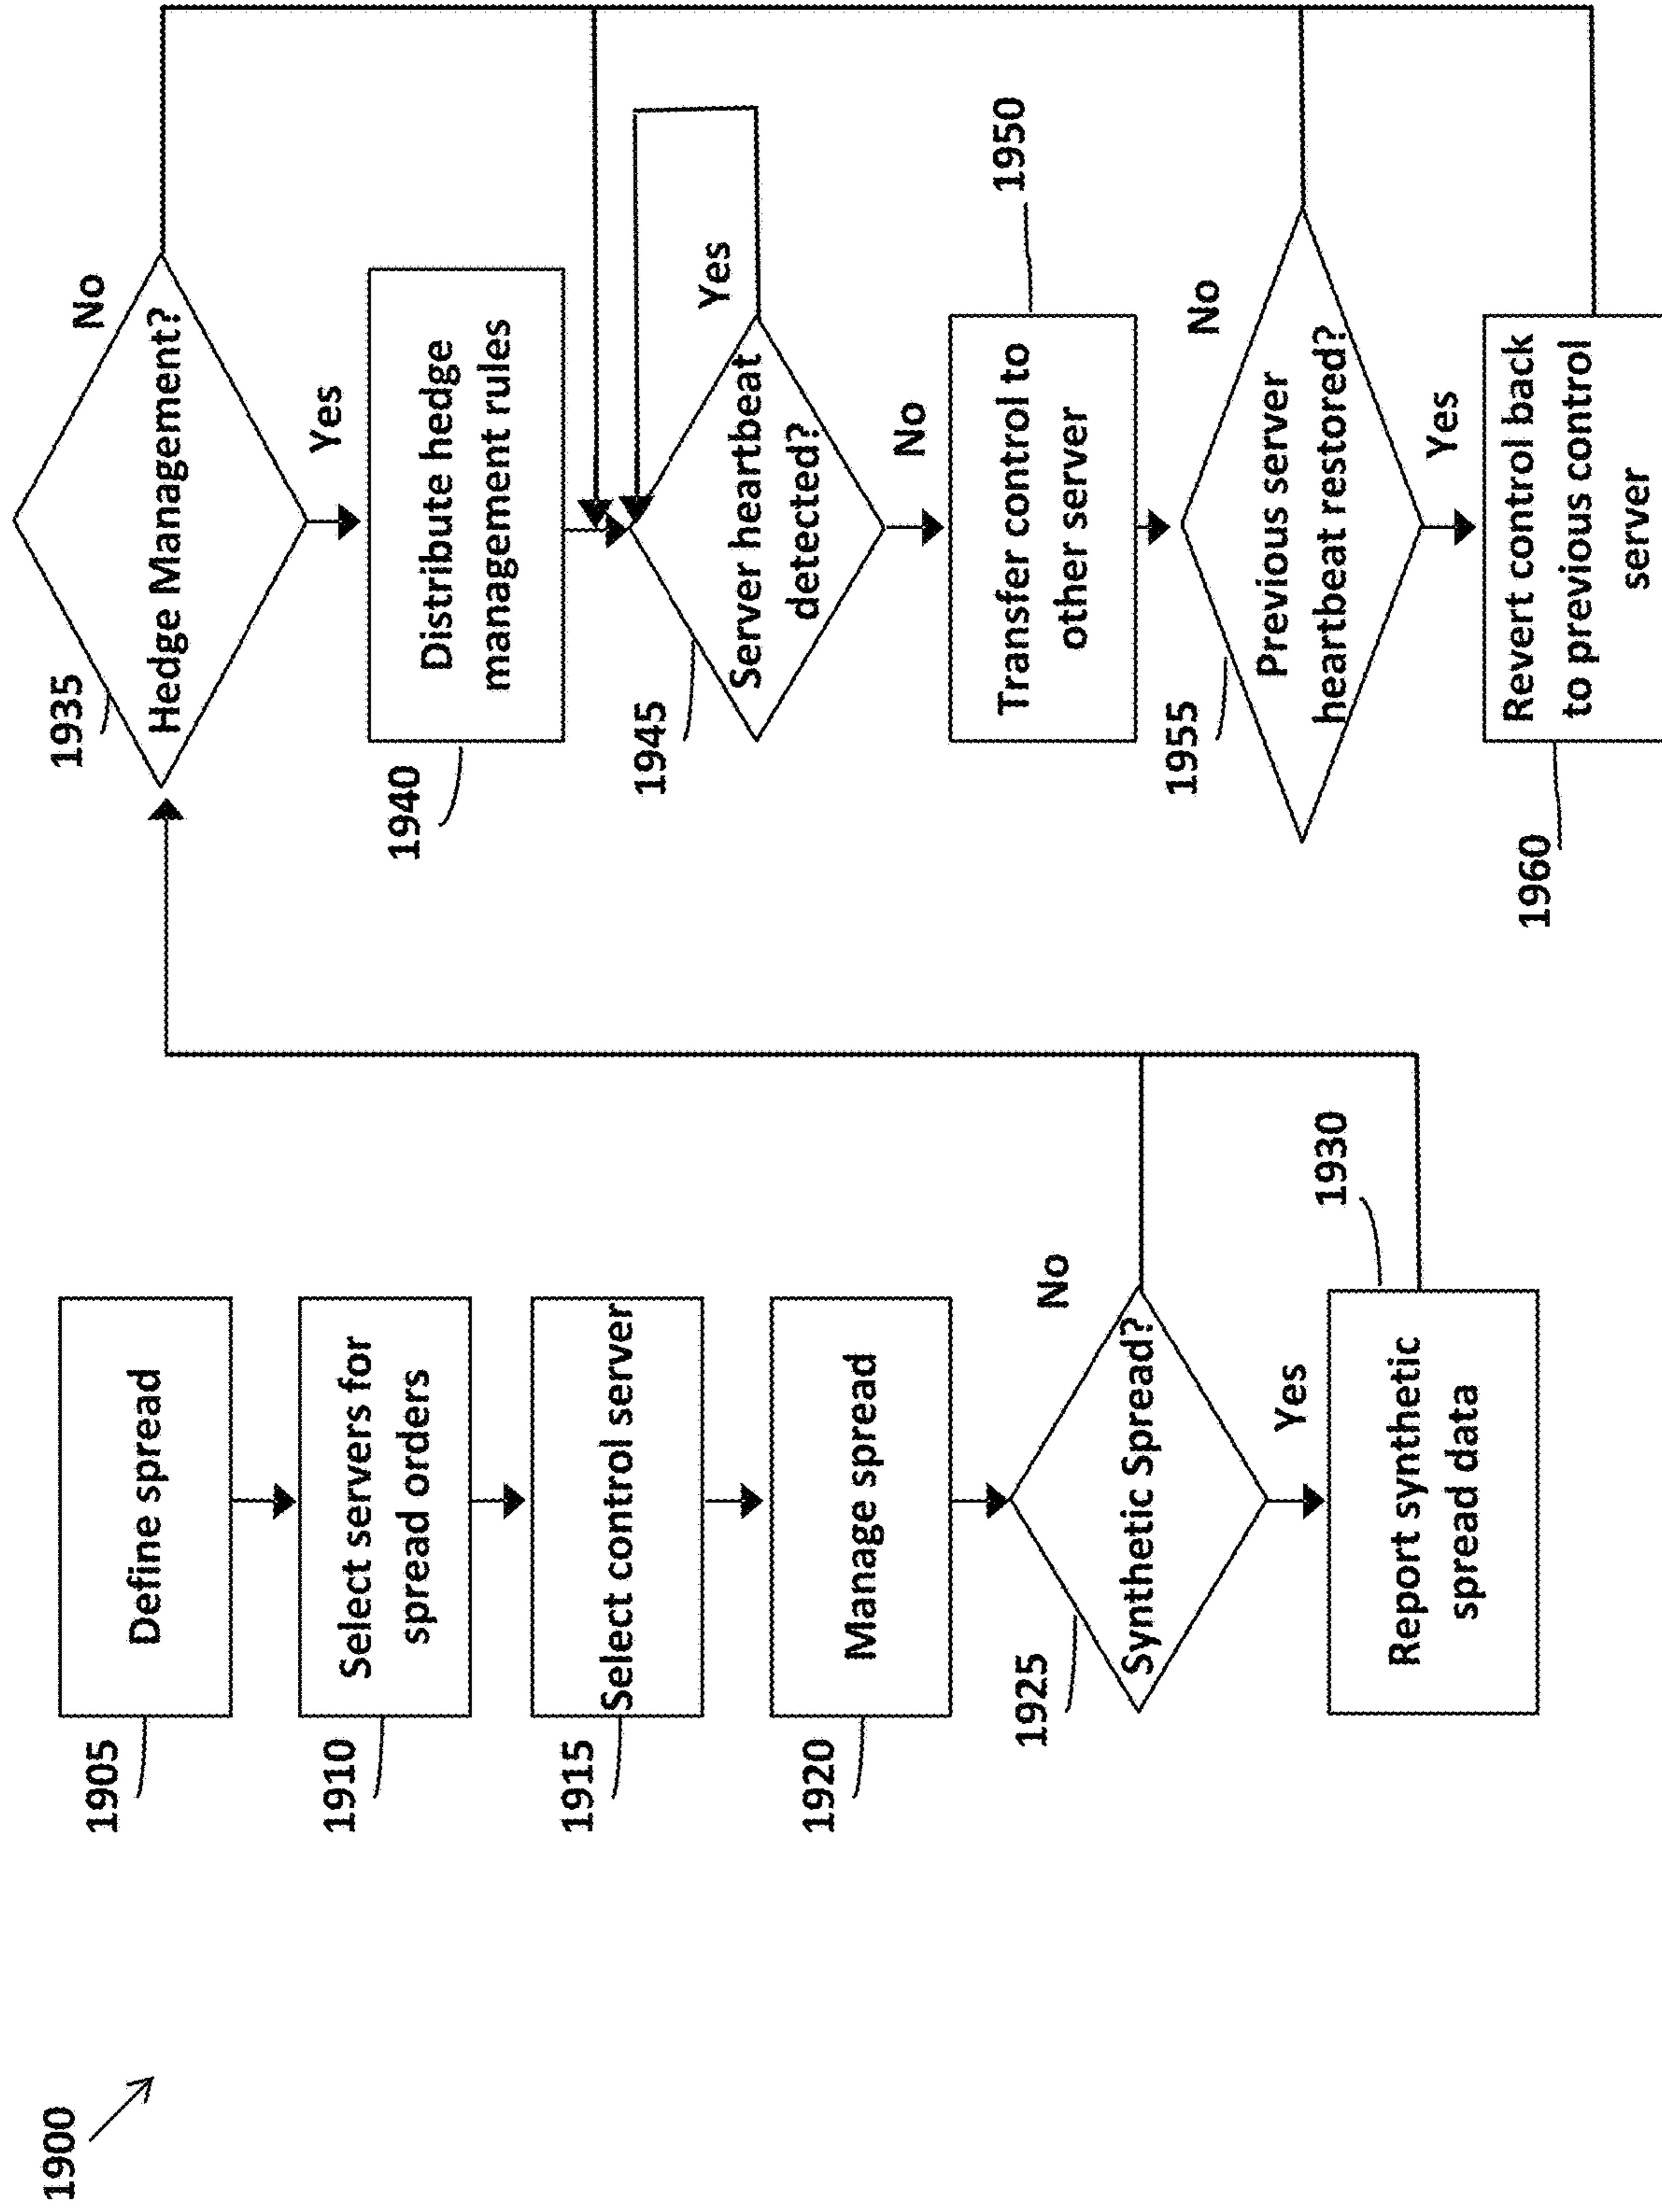 1900
1905
Define spread
1910
Select servers for
spread orders
1915
Select control server
1920
Manage spread
1925
Synthetic Spread?
No
Yes
1930
Report synthetic
spread data
1935
Hedge Management?
No
Yes
1940
Distribute hedge
management rules
1945
Server heartbeat
detected?
Yes
No
1950
Transfer control to
other server
1955
Previous server
heartbeat restored?
No
Yes
1960
Revert control back
to previous control
server